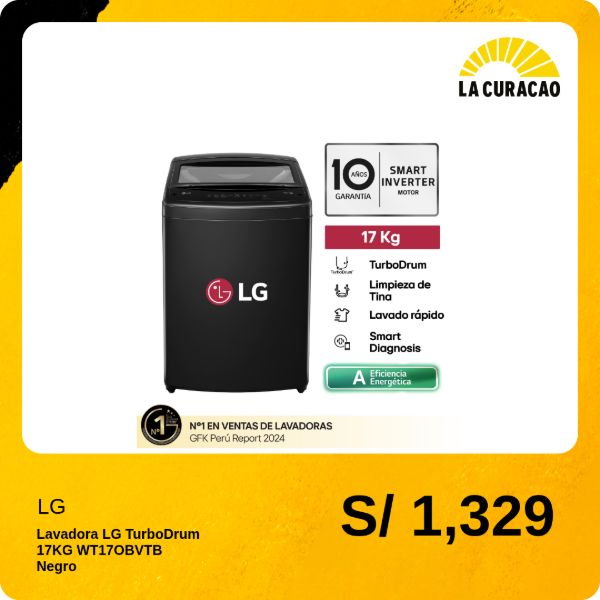 LA CURACAO
10
AÑOS
GARANTÍA
SMART
INVERTER
MOTOR
17 Kg
TurboDrum™
TurboDrum
Limpieza de
Tina
Lavado rápido
Smart
Diagnosis
A Eficiencia
Energética
LG
Nº1
N°1 EN VENTAS DE LAVADORAS
GFK Perú Report 2024
LG
Lavadora LG TurboDrum
17KG WT17OBVTB
Negro
S/ 1,329